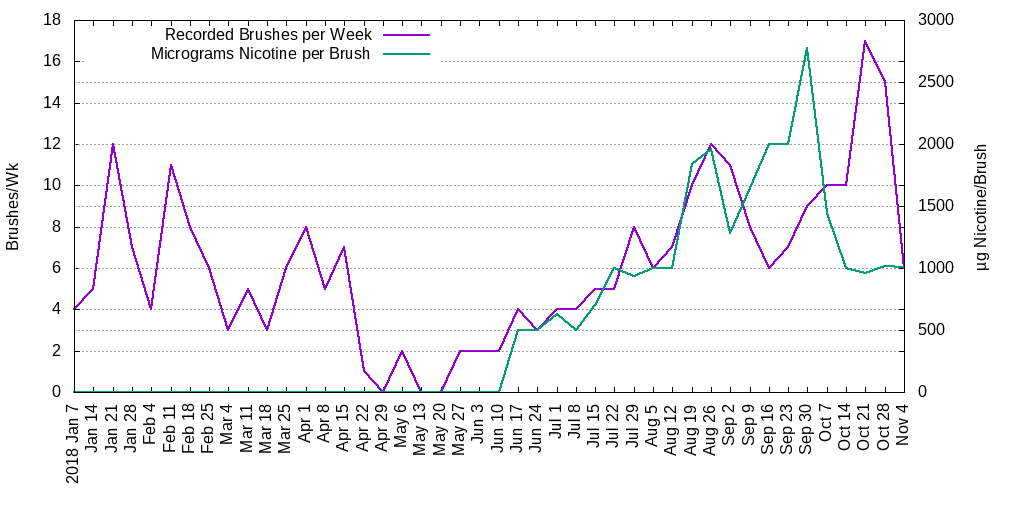 Recorded Brushes per Week
Micrograms Nicotine per Brush
18
16
14
12
10
8
6
4
2
0
Brushes/Wk
3000
2500
2000
1500
1000
500
0
µg Nicotine/Brush
2018 Jan 7
Jan 14
Jan 21
Jan 28
Feb 4
Feb 11
Feb 18
Feb 25
Mar 4
Mar 11
Mar 18
Mar 25
Apr 1
Apr 8
Apr 15
Apr 22
Apr 29
May 6
May 13
May 20
May 27
Jun 3
Jun 10
Jun 17
Jun 24
Jul 1
Jul 8
Jul 15
Jul 22
Jul 29
Aug 5
Aug 12
Aug 19
Aug 26
Sep 2
Sep 9
Sep 16
Sep 23
Sep 30
Oct 7
Oct 14
Oct 21
Oct 28
Nov 4